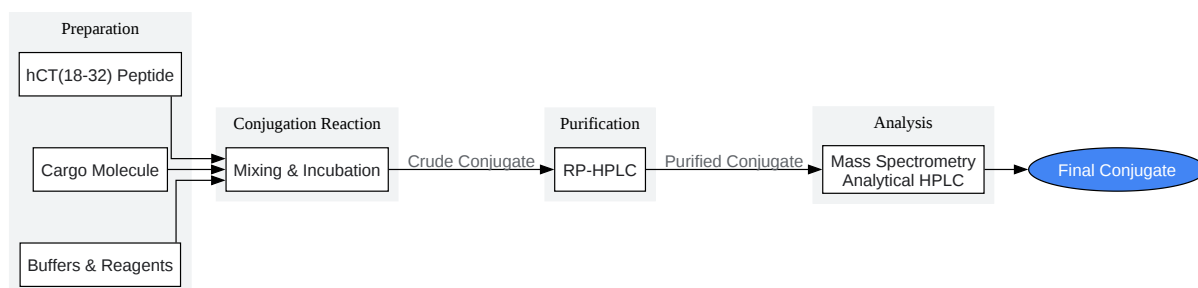 Preparation
hCT(18-32) Peptide
Cargo Molecule
Buffers & Reagents
Conjugation Reaction
Mixing & Incubation
Crude Conjugate
Purification
RP-HPLC
Purified Conjugate
Analysis
Mass Spectrometry
Analytical HPLC
Final Conjugate